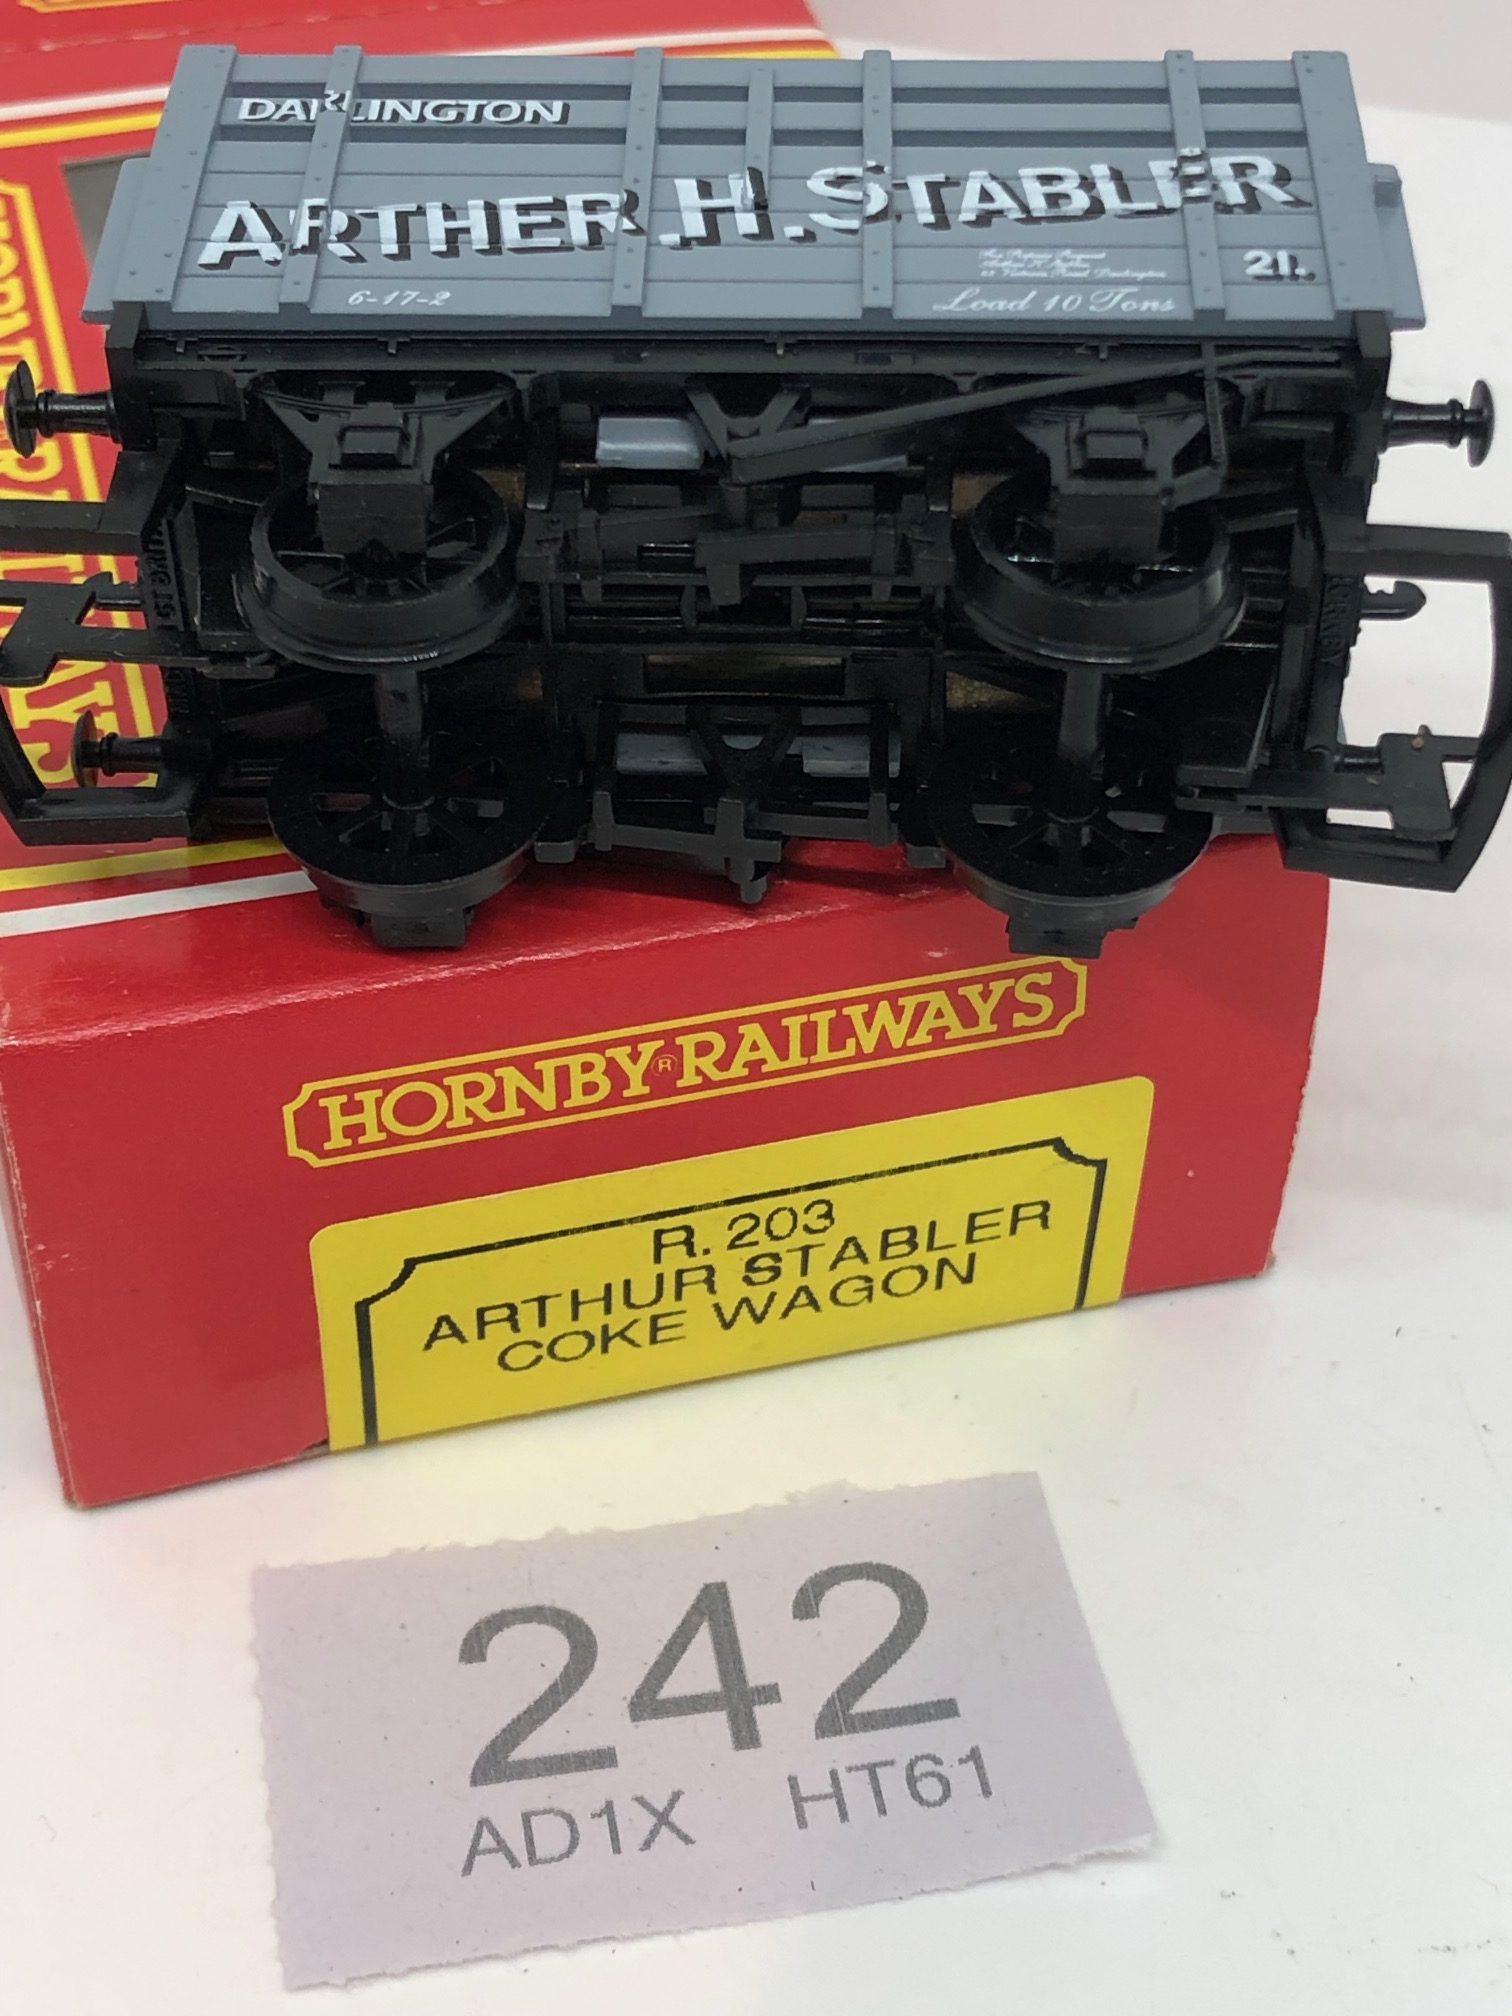 DARLINGTON
ARTHER.H.STABLER
21.
6-17-2
Load 10 Tons
HORNBY® RAILWAYS
R. 203
ARTHUR STABLER
COKE WAGON
242
AD1X HT61